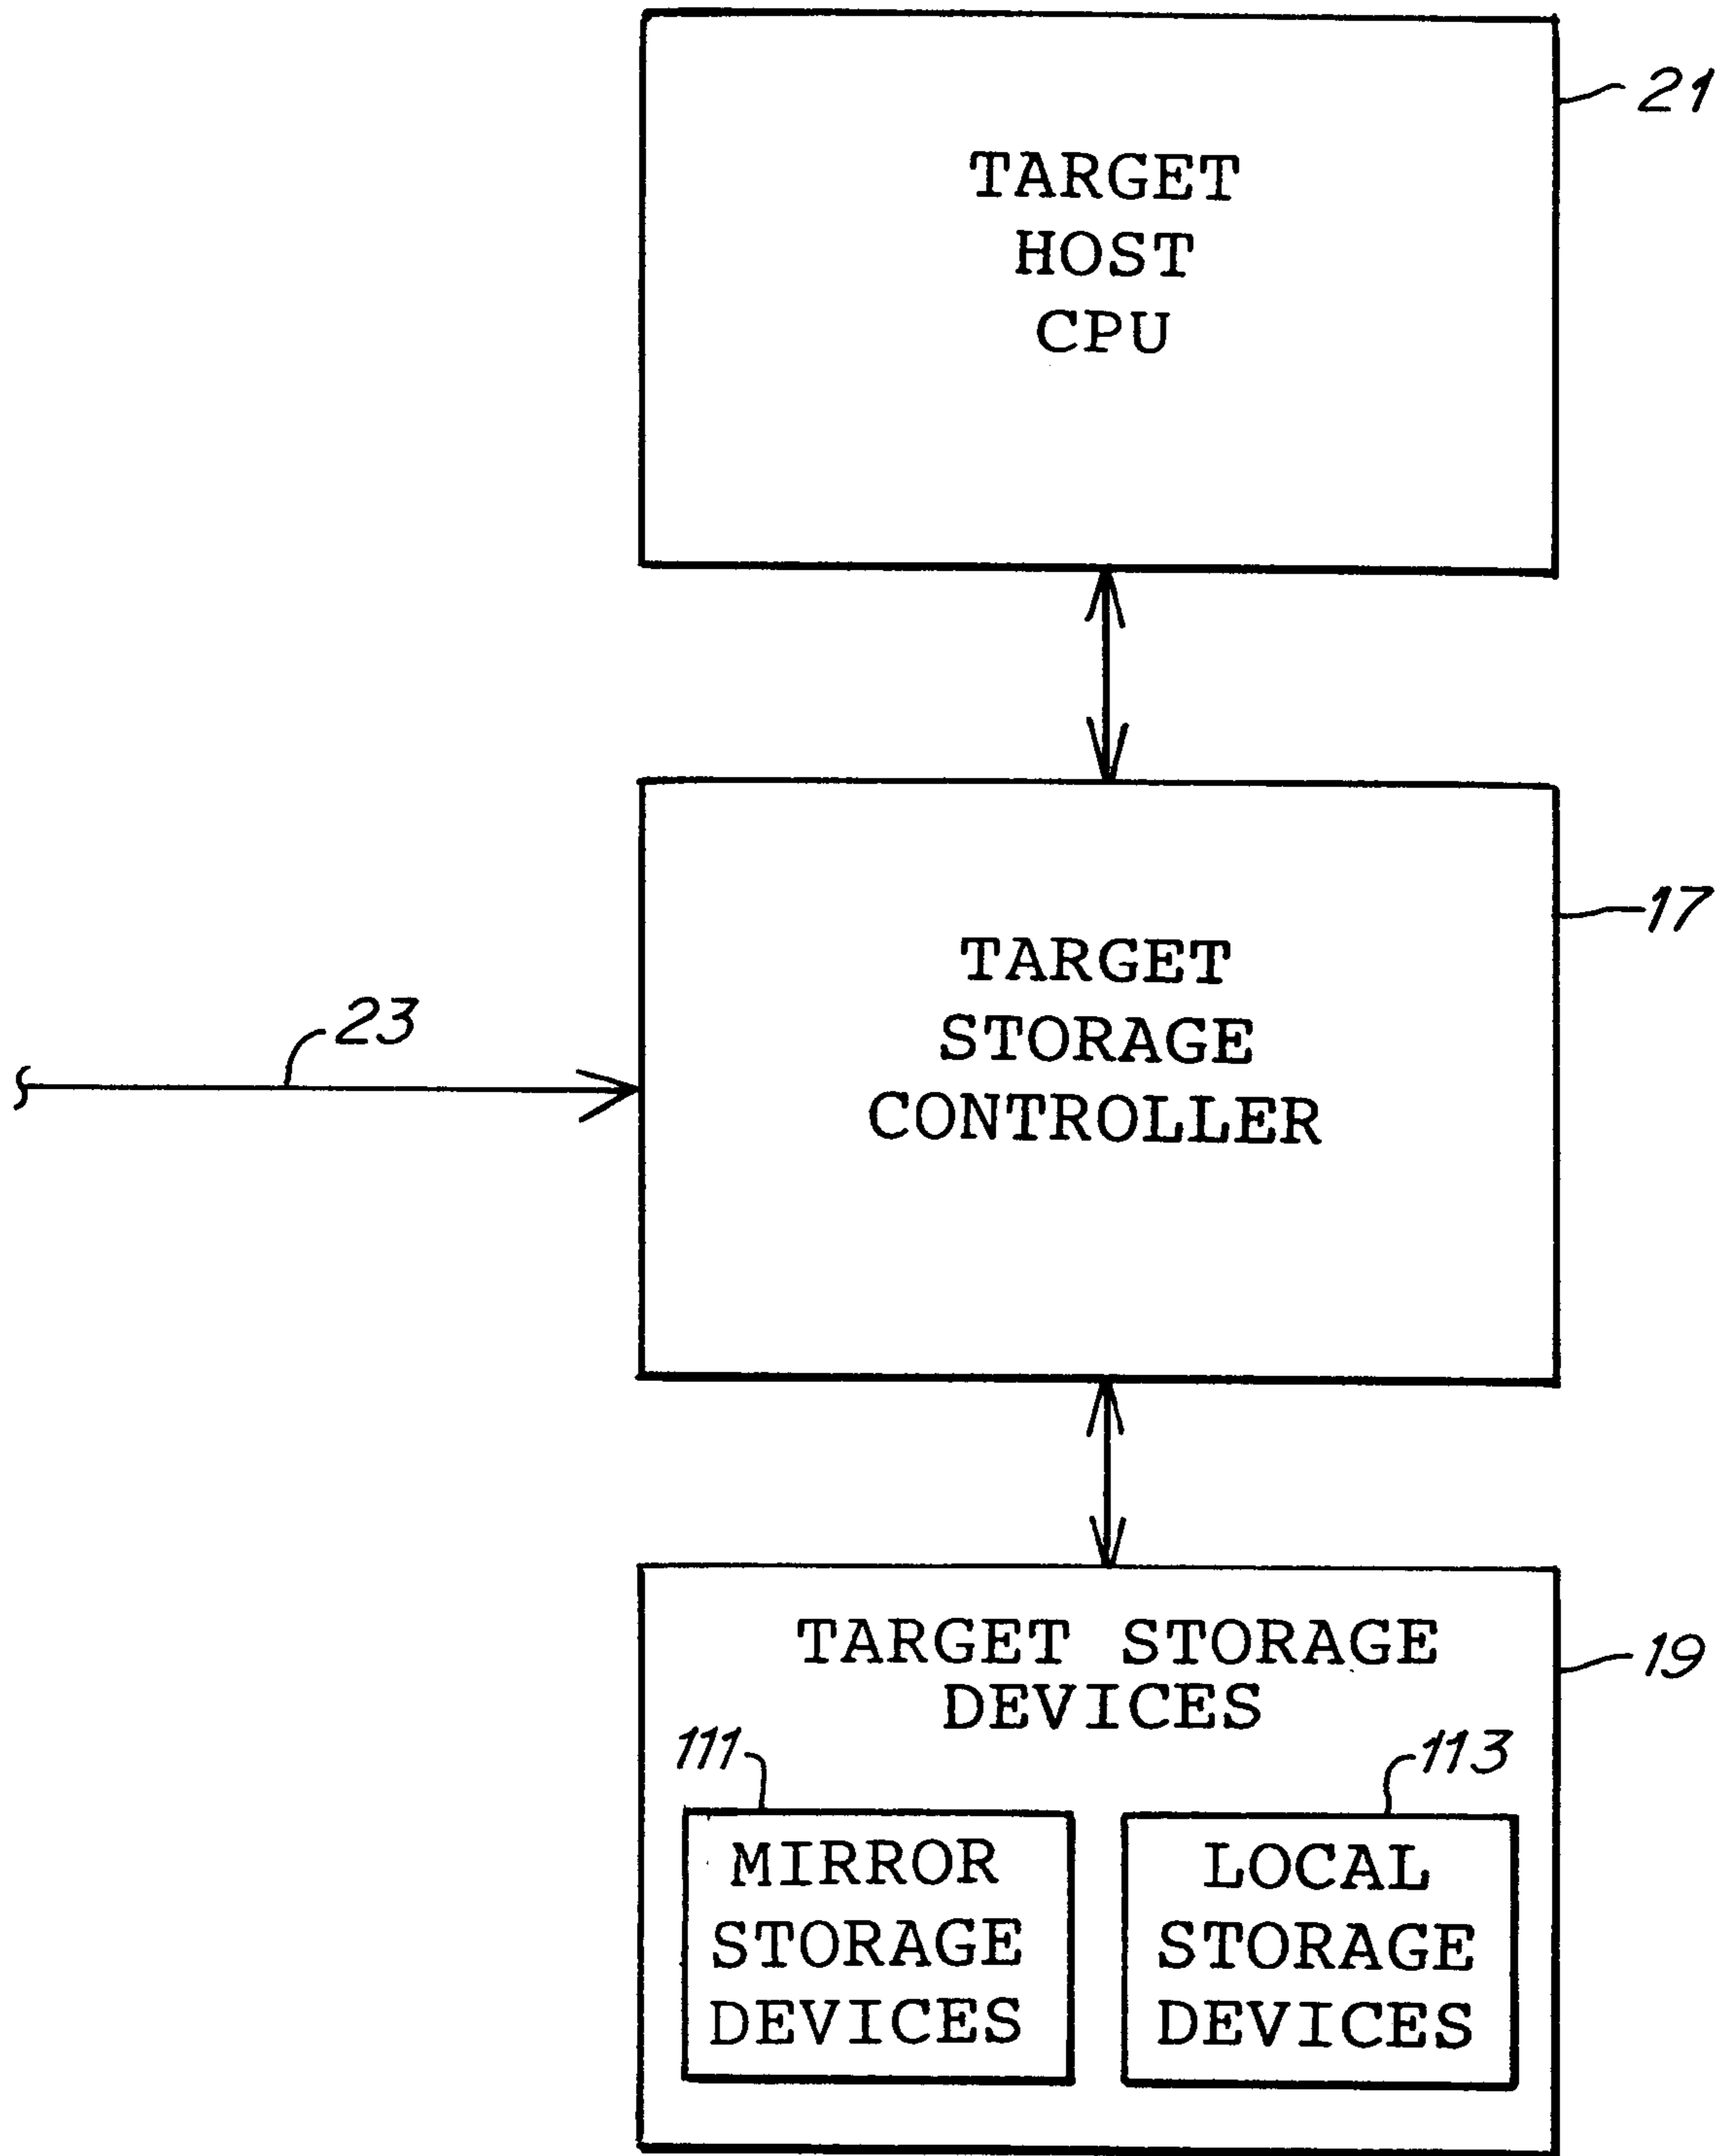 21
TARGET
HOST
CPU
17
TARGET
STORAGE
CONTROLLER
23
TARGET STORAGE
DEVICES
19
111
113
MIRROR
STORAGE
DEVICES
LOCAL
STORAGE
DEVICES